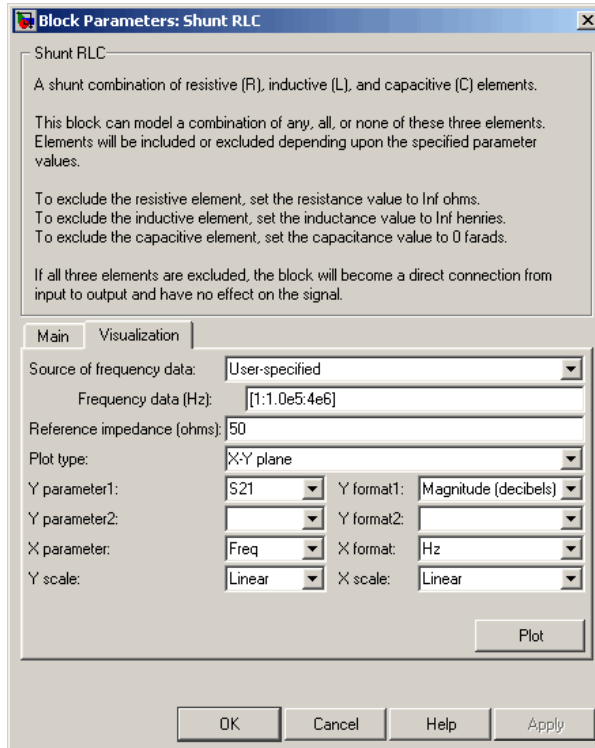 Block Parameters: Shunt RLC
Shunt RLC
A shunt combination of resistive (R), inductive (L), and capacitive (C) elements.
This block can model a combination of any, all, or none of these three elements.
Elements will be included or excluded depending upon the specified parameter
values.
To exclude the resistive element, set the resistance value to Inf ohms.
To exclude the inductive element, set the inductance value to Inf henries.
To exclude the capacitive element, set the capacitance value to 0 farads.
If all three elements are excluded, the block will become a direct connection from
input to output and have no effect on the signal.
Main Visualization
Source of frequency data: User-specified
Frequency data (Hz): [1:1.0e5:4e6]
Reference impedance (ohms): 50
Plot type: X-Y plane
Y parameter1: S21 Y format1: Magnitude (decibels)
Y parameter2: Y format2:
X parameter: Freq X format: Hz
Y scale: Linear X scale: Linear
Plot
OK Cancel Help Apply